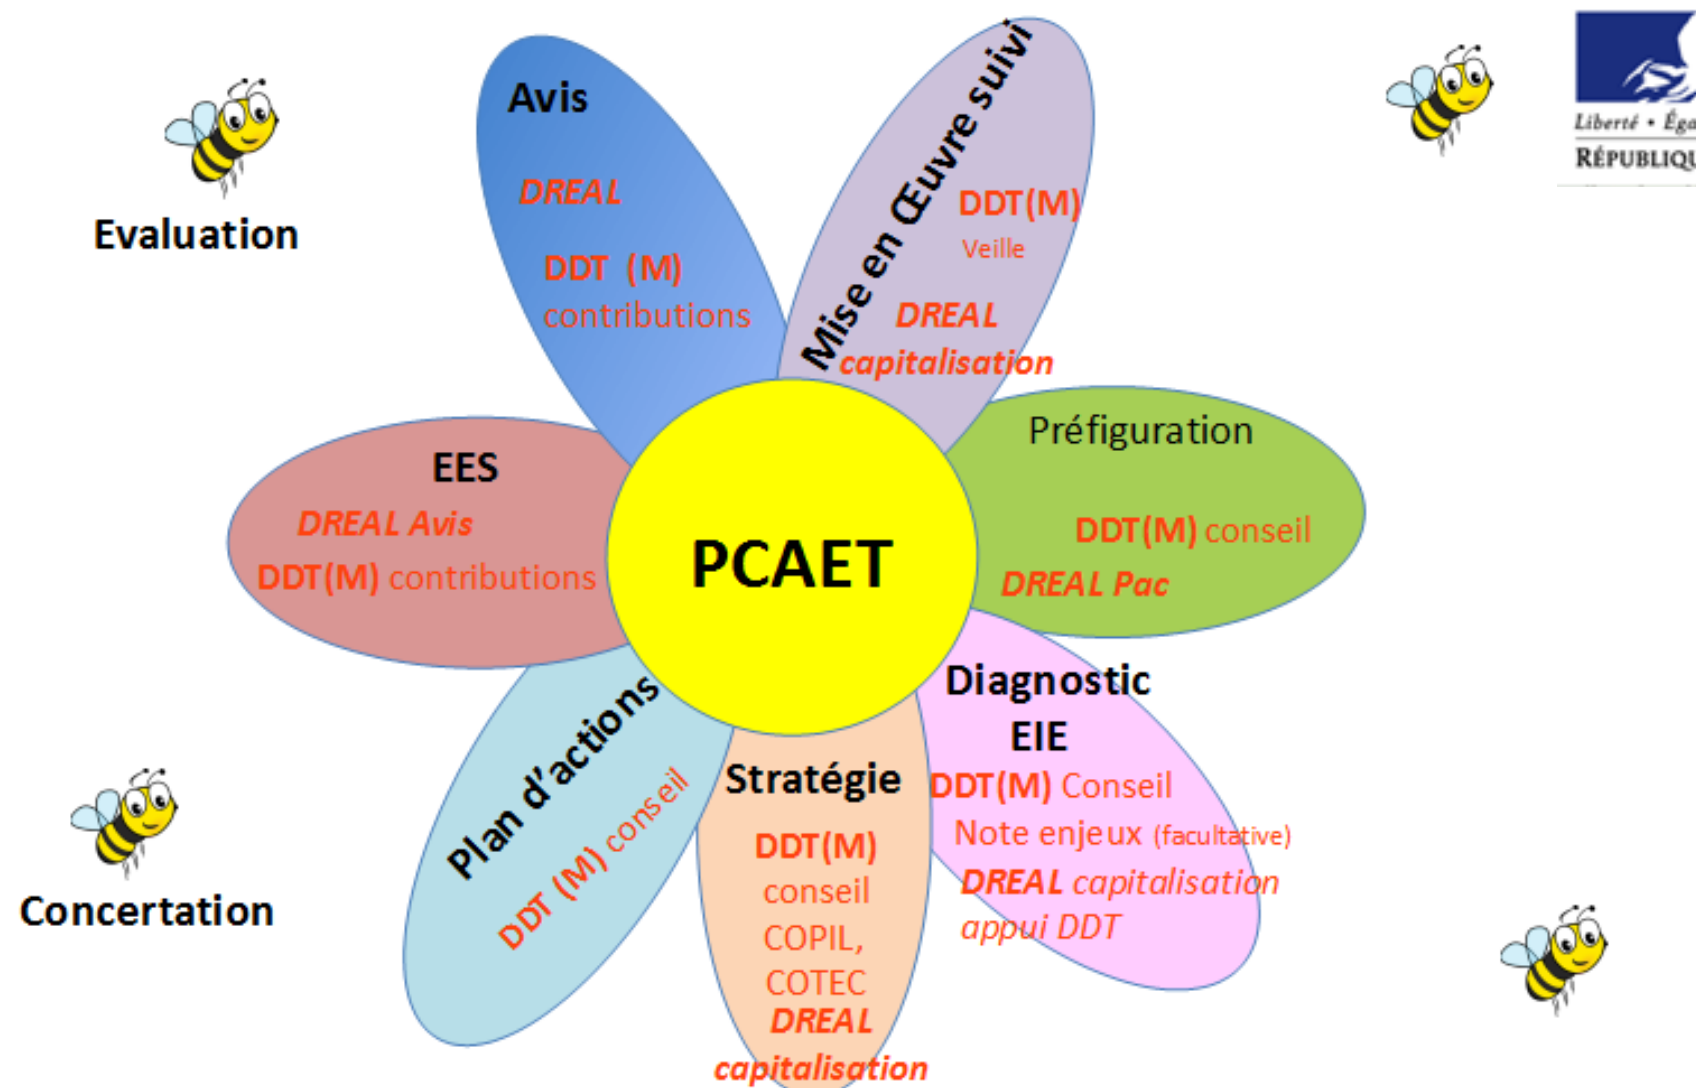 Avis
DREAL
DDT (M)
contributions
Mise en Œuvre suivi
DDT(M)
Veille
DREAL
capitalisation
Liberté • Éga
RÉPUBLIQU
Evaluation
Préfiguration
DDT(M) conseil
DREAL Pac
EES
DREAL Avis
DDT(M) contributions
PCAET
Diagnostic
EIE
DDT(M) Conseil
Note enjeux (facultative)
DREAL capitalisation
appui DDT
Stratégie
DDT(M)
conseil
COPIL,
COTEC
DREAL
capitalisation
Plan d’actions
DDT (M) conseil
Concertation